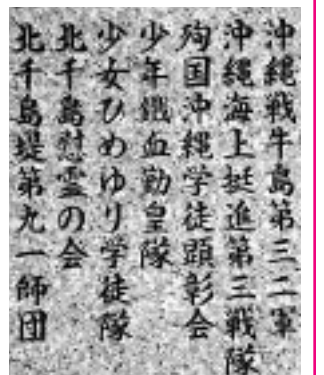 沖縄戦牛島第三二軍
沖縄海上挺進第三戦隊
殉国沖縄学徒顕彰会
少年鐵血勤皇隊
少女ひめゆり学徒隊
北千島慰霊の会
北千島堤第九一師団